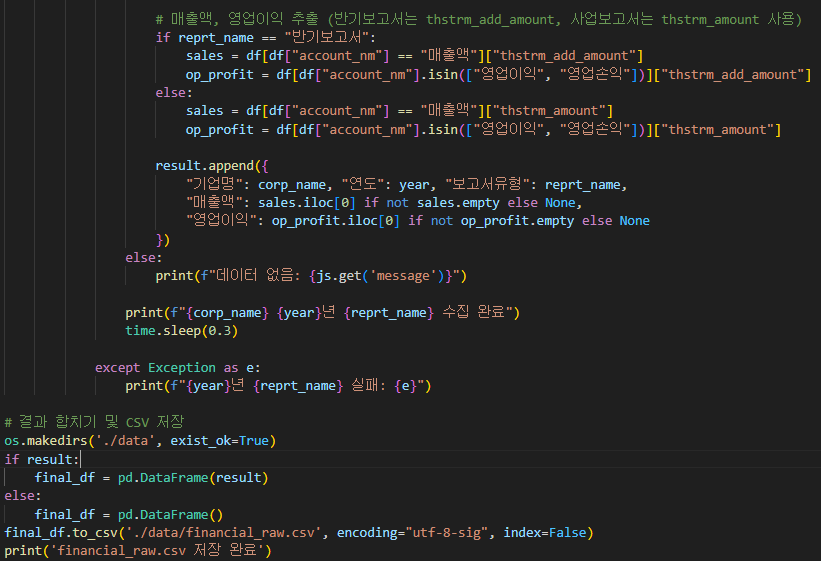 # 매출액, 영업이익 추출 (반기보고서는 thstrm_add_amount, 사업보고서는 thstrm_amount 사용)
if reprt_name == "반기보고서":
sales = df[df["account_nm"] == "매출액"]["thstrm_add_amount"]
op_profit = df[df["account_nm"].isin(["영업이익", "영업손익"])]["thstrm_add_amount"]
else:
sales = df[df["account_nm"] == "매출액"]["thstrm_amount"]
op_profit = df[df["account_nm"].isin(["영업이익", "영업손익"])]["thstrm_amount"]
result.append({
"기업명": corp_name, "연도": year, "보고서유형": reprt_name,
"매출액": sales.iloc[0] if not sales.empty else None,
"영업이익": op_profit.iloc[0] if not op_profit.empty else None
})
else:
print(f"데이터 없음: {js.get('message')}")
print(f"{corp_name} {year}년 {reprt_name} 수집 완료")
time.sleep(0.3)
except Exception as e:
print(f"{year}년 {reprt_name} 실패: {e}")
# 결과 합치기 및 CSV 저장
os.makedirs('./data', exist_ok=True)
if result:
final_df = pd.DataFrame(result)
else:
final_df = pd.DataFrame()
final_df.to_csv('./data/financial_raw.csv', encoding="utf-8-sig", index=False)
print('financial_raw.csv 저장 완료')